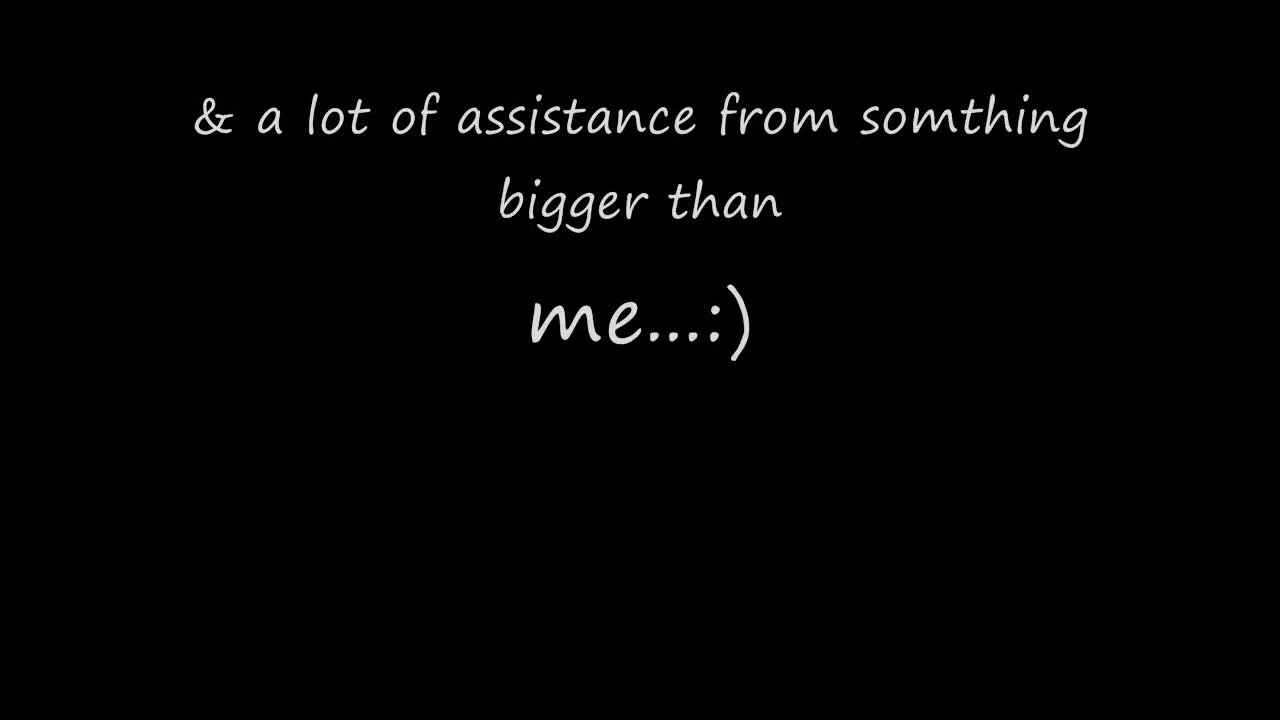 & a lot of assistance from somthing
bigger than
me...:)